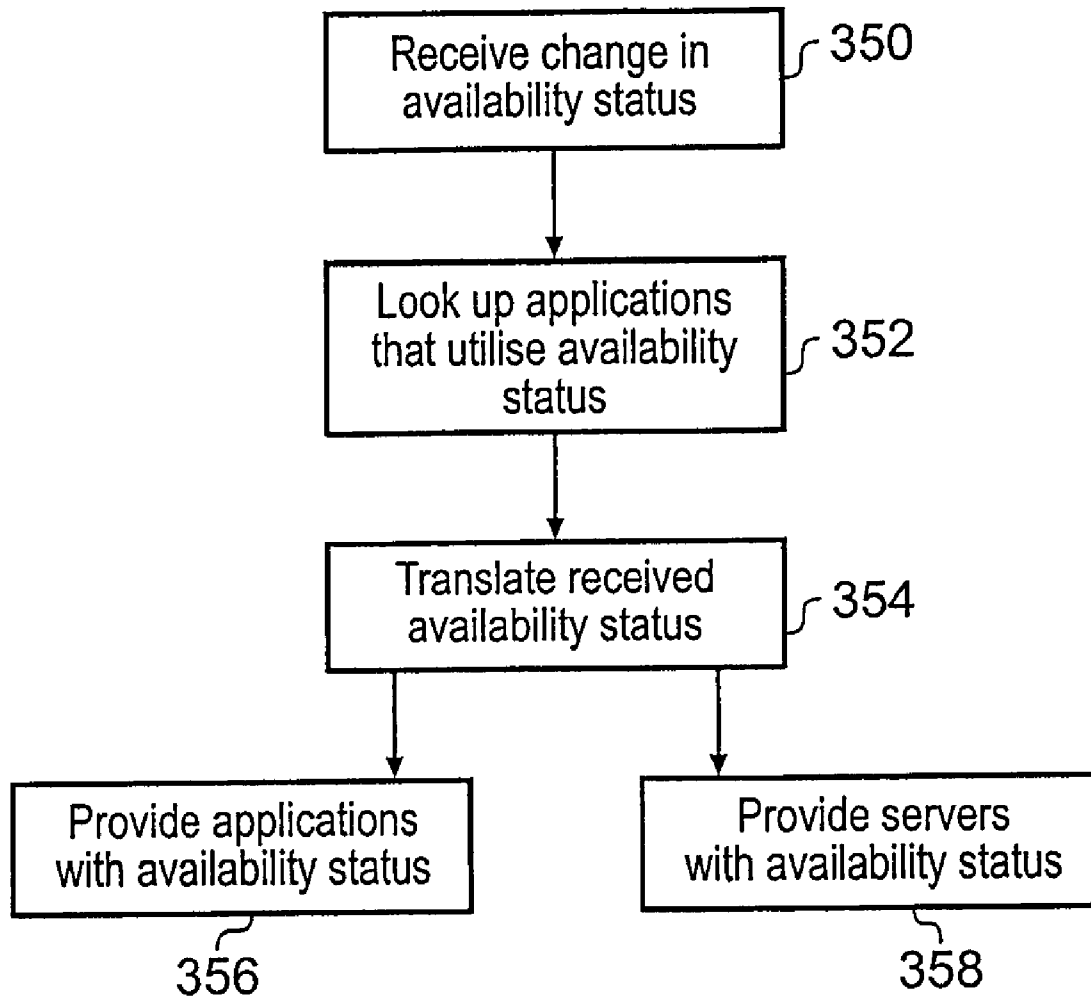 Receive change in
availability status
350
Look up applications
that utilise availability
status
352
Translate received
availability status
354
Provide applications
with availability status
356
Provide servers
with availability status
358